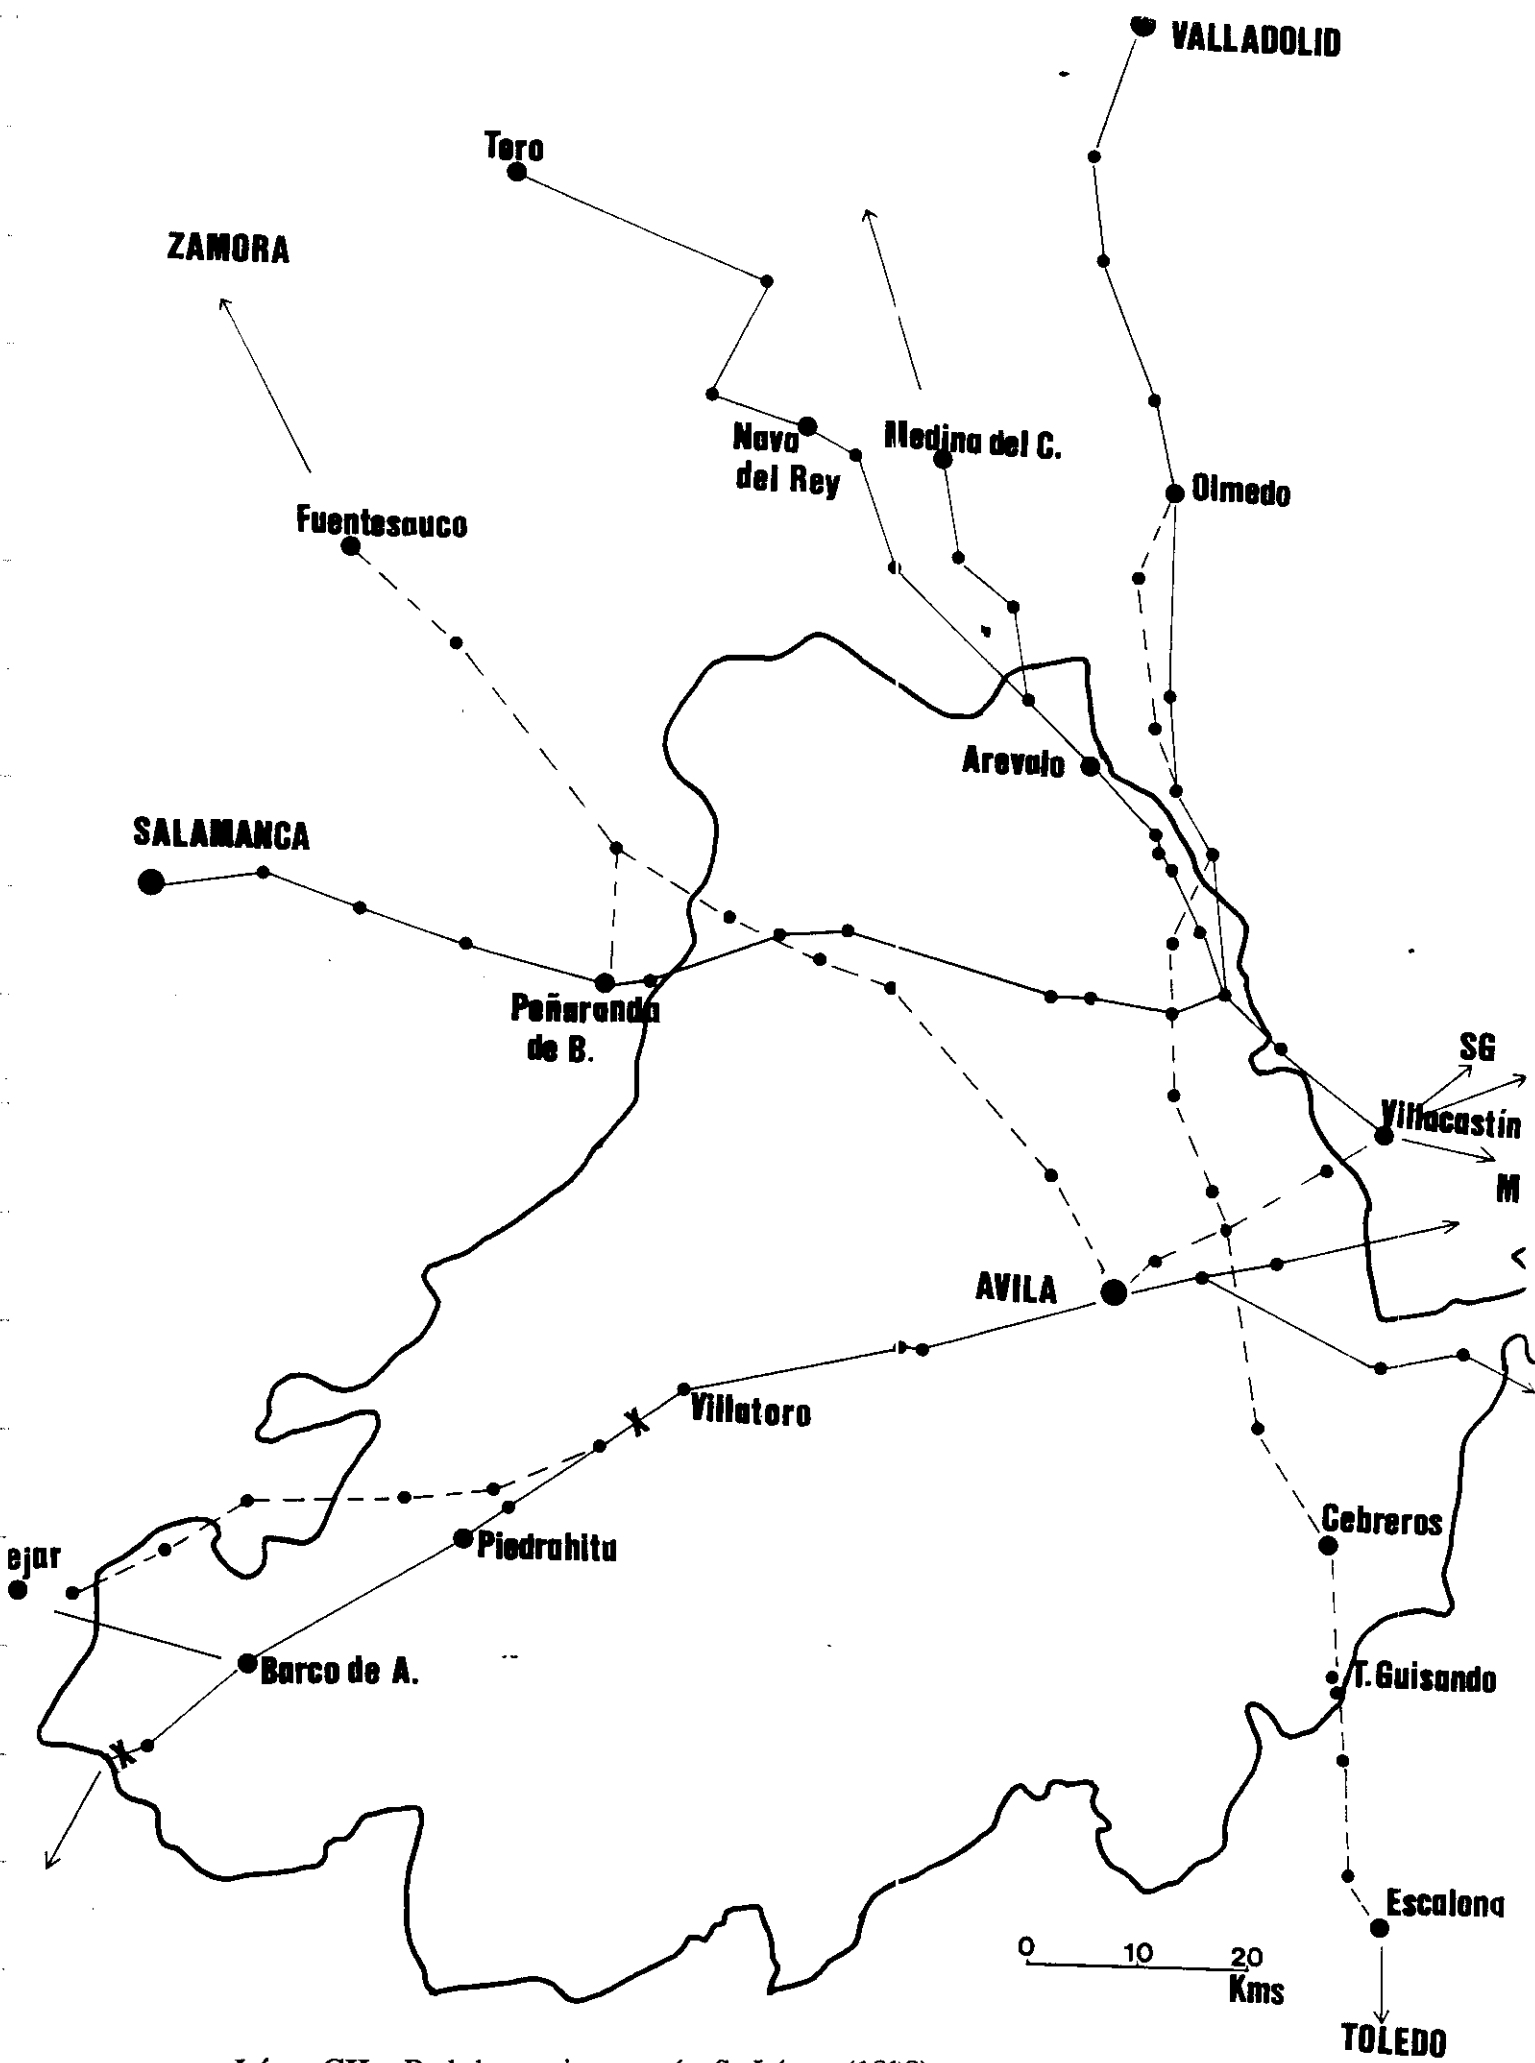 VALLADOLID
Toro
ZAMORA
Nava
del Rey
Medina del C.
Olmedo
Fuentesauco
Arevalo
SALAMANCA
Peñaranda
de B.
SG
Villacastín
M
AVILA
Villatoro
Cebreros
ejar
Piedrahita
Barco de A.
T. Guisando
Escalona
0 10 20
Kms
TOLEDO